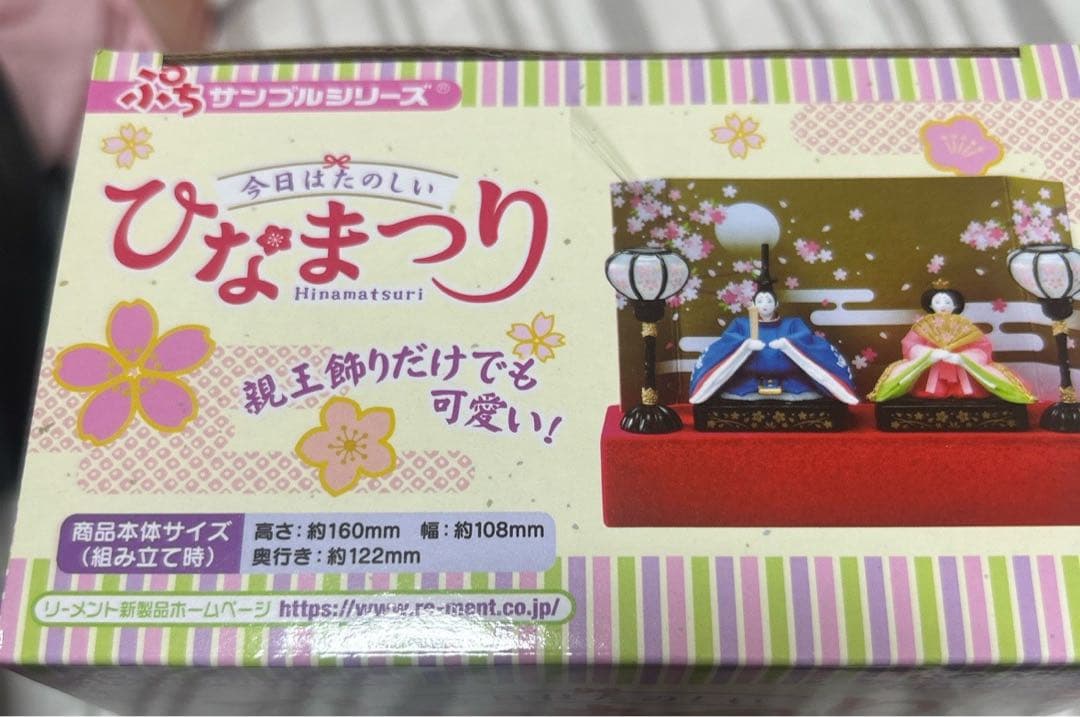 ぷちサンプルシリーズ®
今日はたのしい
ひなまつり
Hinamatsuri
親王飾りだけでも
可愛い!
商品本体サイズ
(組み立て時)
高さ:約160mm 幅:約108mm
奥行き:約122mm
リーメント新製品ホームページ https://www.re-ment.co.jp/